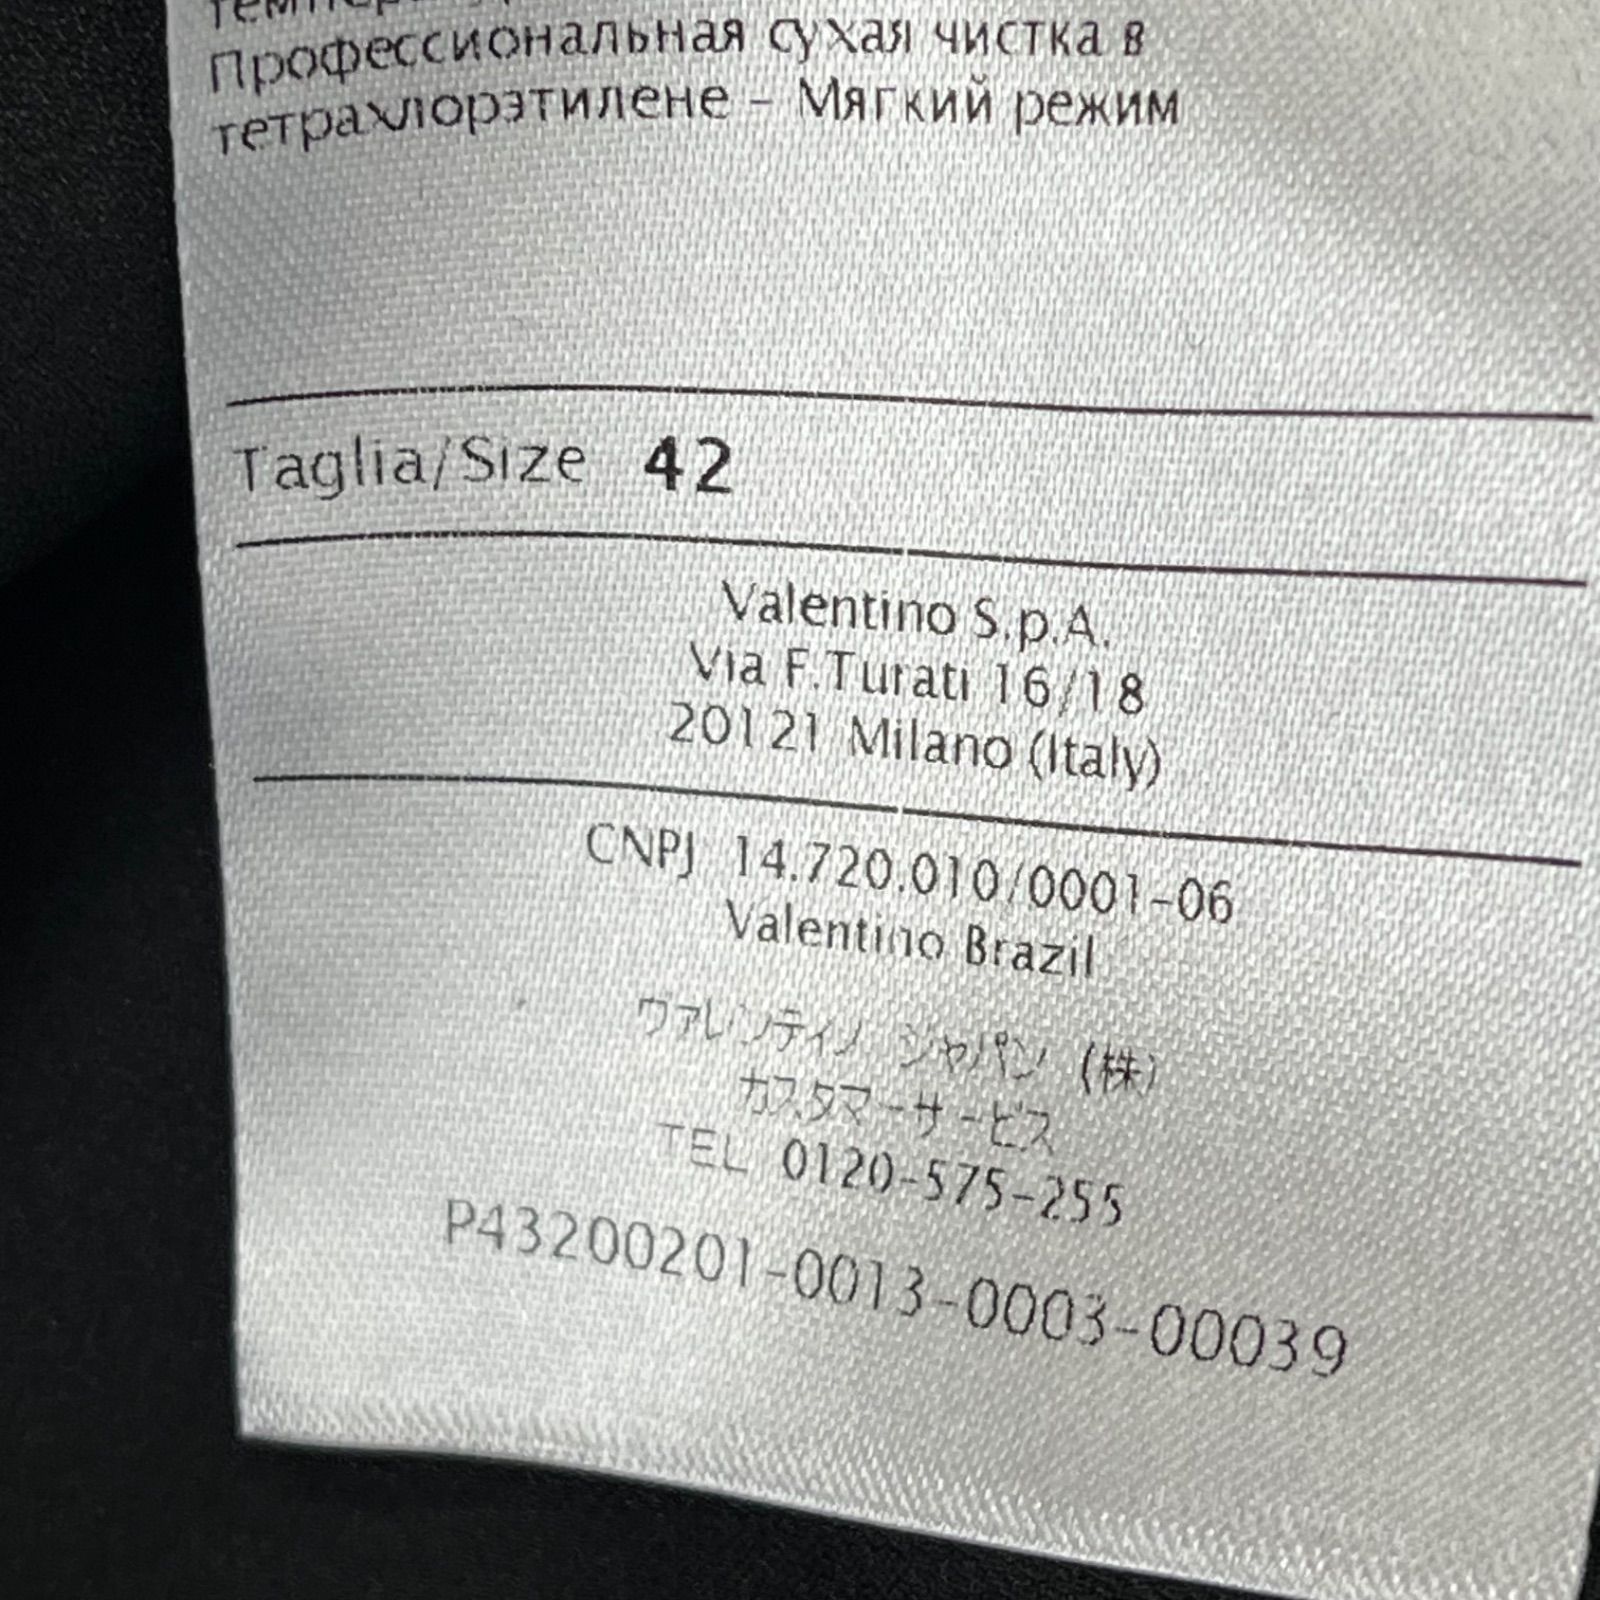 Профессиональная сухая чистка в
тетрахлорэтилене – Мягкий режим
Taglia/Size 42
Valentino S.p.A.
Via F.Turati 16/18
20121 Milano (Italy)
CNPJ 14.720.010/0001-06
Valentino Brazil
ヴァレンティノ ジャパン (株)
カスタマーサービス
TEL 0120-575-255
P43200201-0013-0003-00039